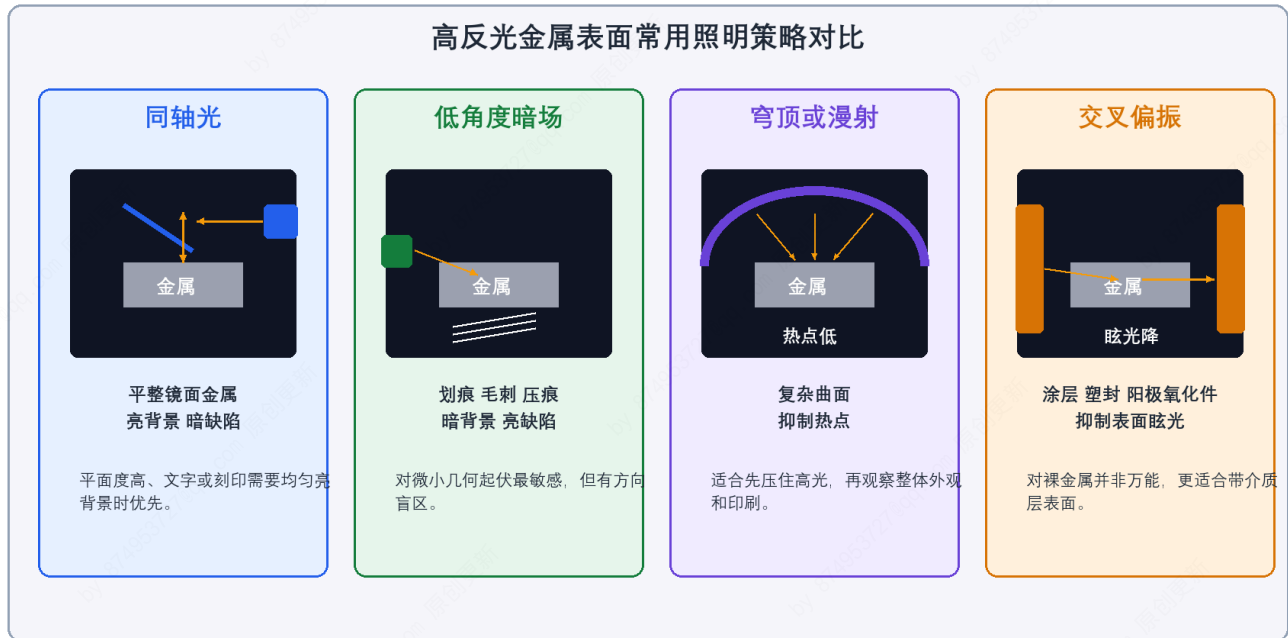 高反光金属表面常用照明策略对比
同轴光
金属
平整镜面金属
亮背景 暗缺陷
平面度高、文字或刻印需要均匀亮
背景时优先。
低角度暗场
金属
划痕 毛刺 压痕
暗背景 亮缺陷
对微小几何起伏最敏感，但有方向
盲区。
穹顶或漫射
金属
热点低
复杂曲面
抑制热点
适合先压住高光，再观察整体外观
和印刷。
交叉偏振
金属
眩光降
涂层 塑封 阳极氧化件
抑制表面眩光
对裸金属并非万能，更适合带介质
层表面。